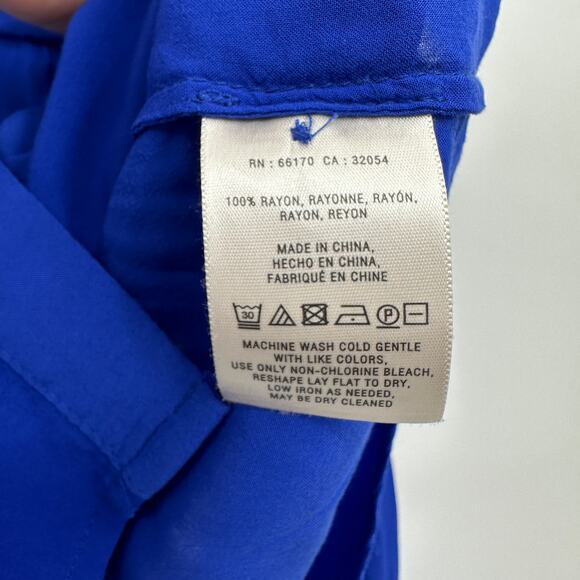 RN : 66170 CA : 32054
100% RAYON, RAYONNE, RAYÓN,
RAYON, REYON
MADE IN CHINA,
HECHO EN CHINA,
FABRIQUÉ EN CHINE
30 P
MACHINE WASH COLD GENTLE
WITH LIKE COLORS,
USE ONLY NON-CHLORINE BLEACH,
RESHAPE LAY FLAT TO DRY,
LOW IRON AS NEEDED,
MAY BE DRY CLEANED